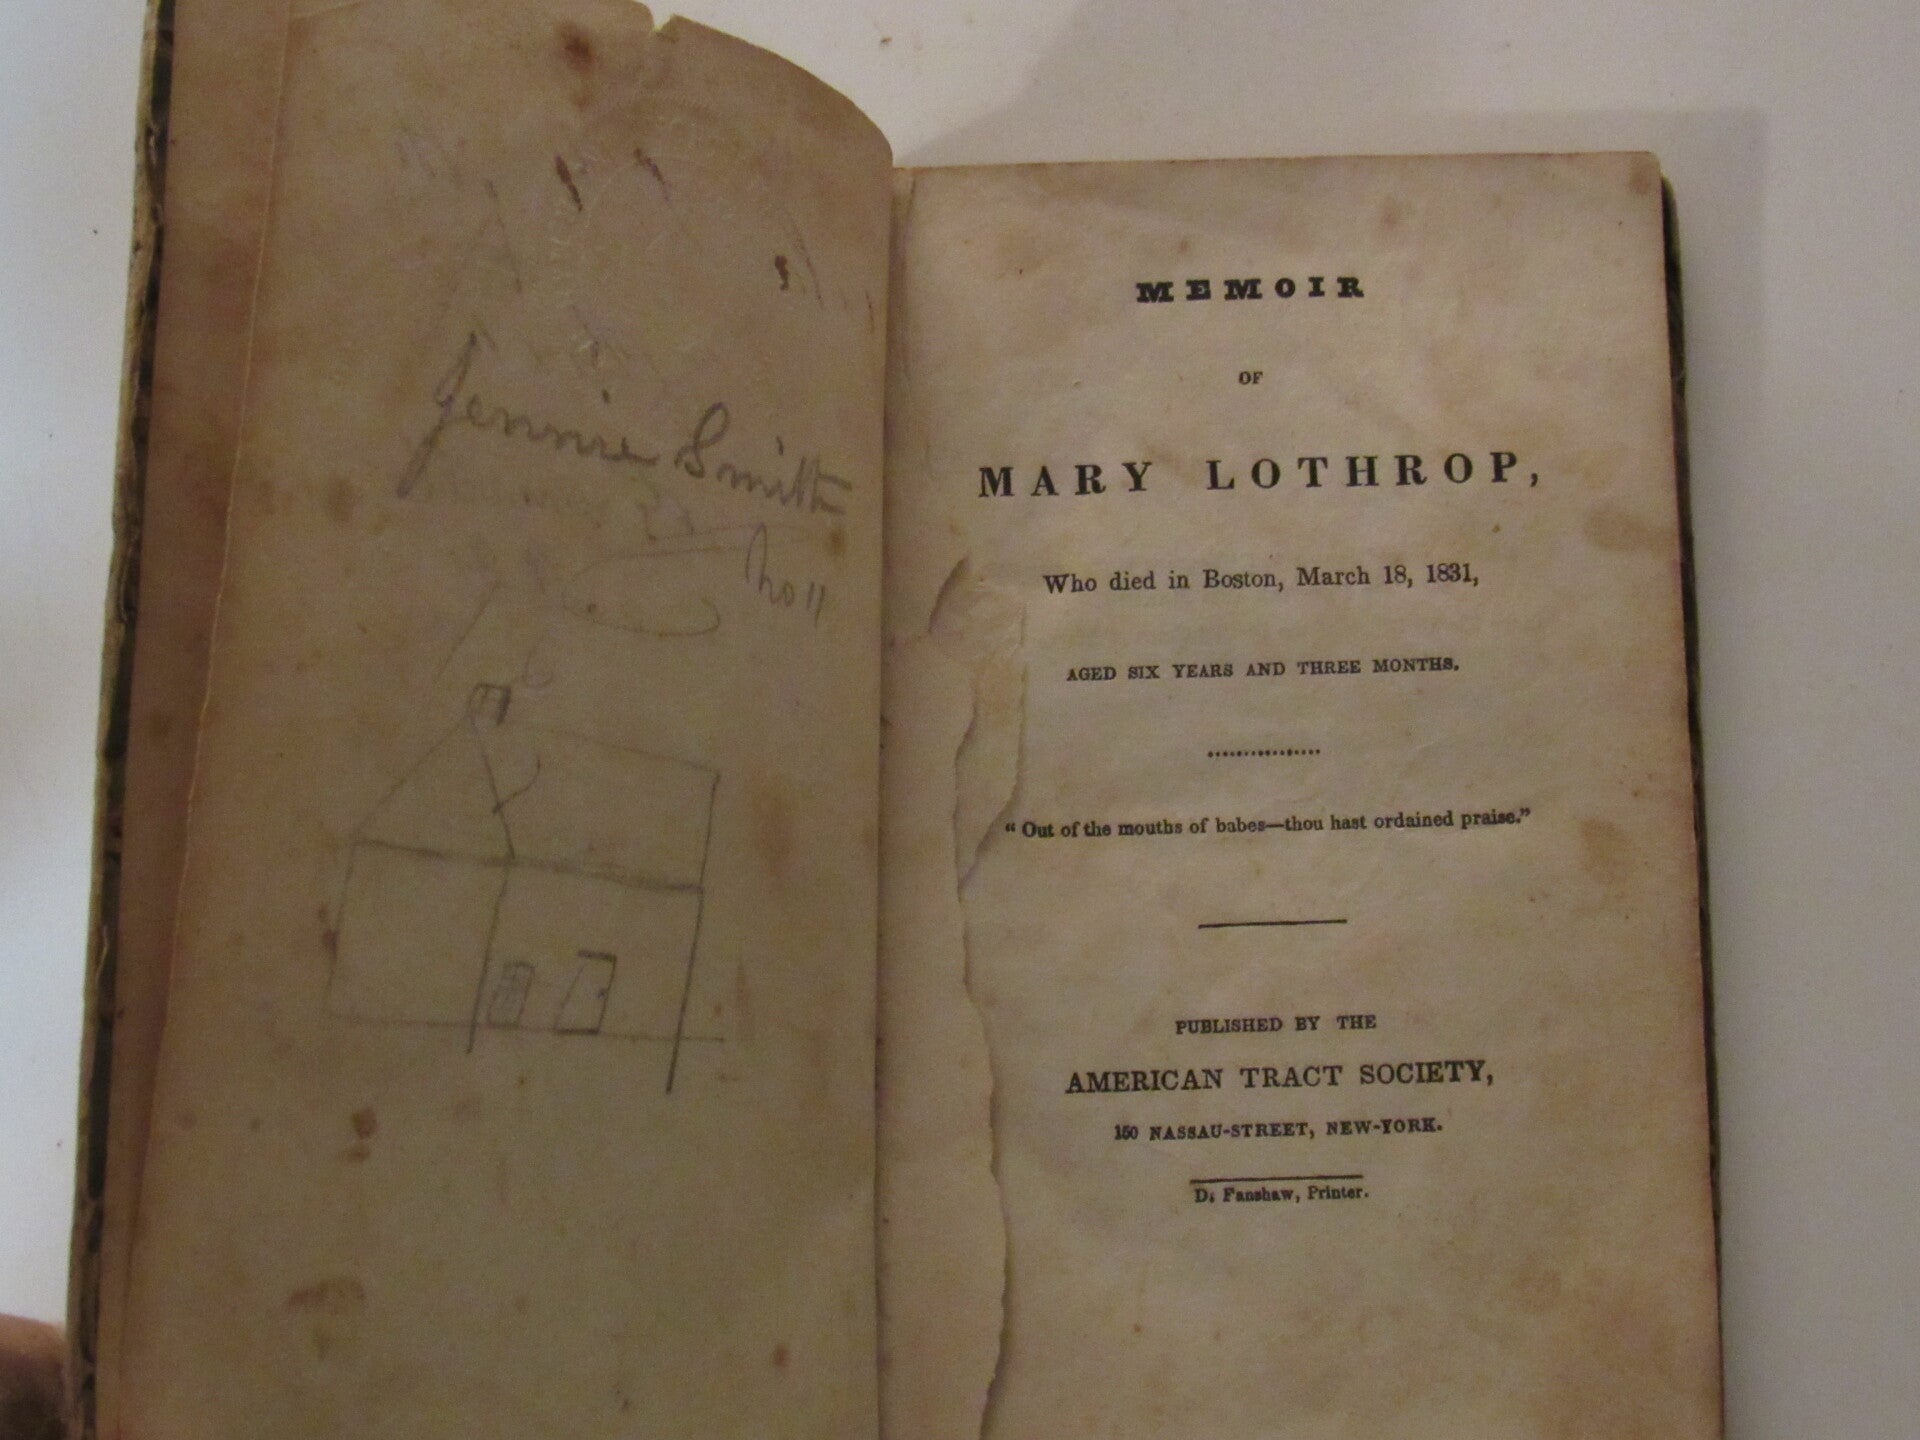 Jennie Smith
No 11
MEMOIR
OF
MARY LOTHROP,
Who died in Boston, March 18, 1831,
AGED SIX YEARS AND THREE MONTHS.
"Out of the mouths of babes—thou hast ordained praise."
PUBLISHED BY THE
AMERICAN TRACT SOCIETY,
150 NASSAU-STREET, NEW-YORK.
D. Fanshaw, Printer.